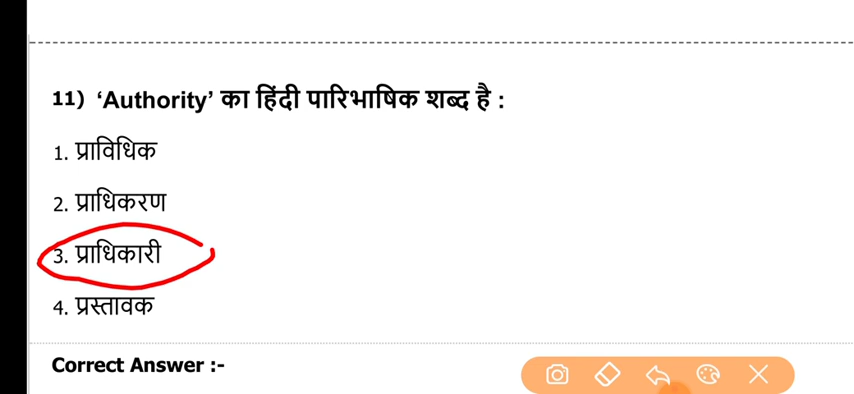 11) ‘Authority’ का हिंदी पारिभाषिक शब्द है :
1. प्राविधिक
2. प्राधिकरण
3. प्राधिकारी
4. प्रस्तावक
Correct Answer :-